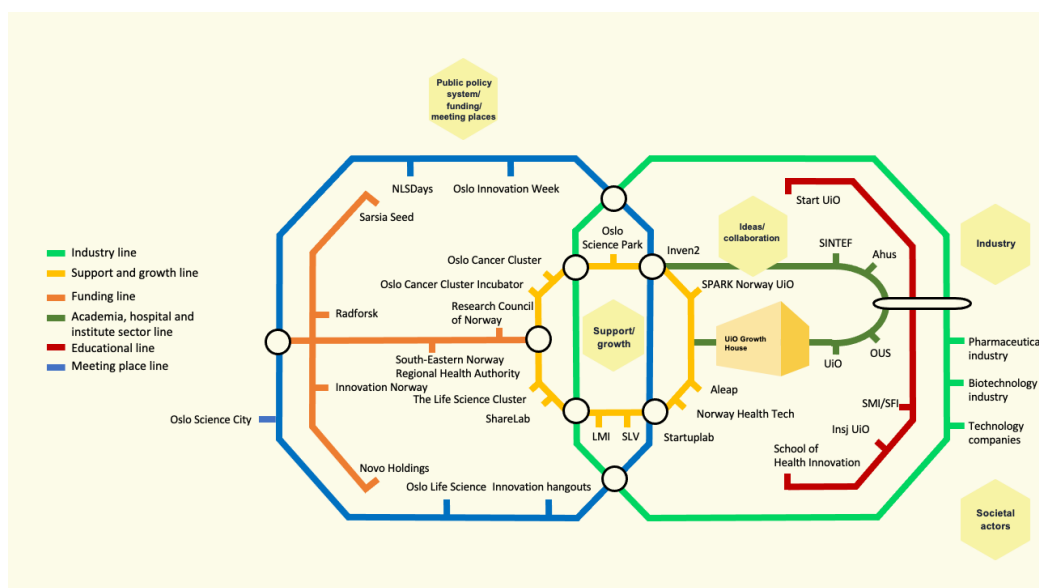 Public policy
system/
funding/
meeting places
NLSDays
Oslo Innovation Week
Sarsia Seed
Start UiO
Ideas/
collaboration
Industry
Oslo
Science Park
Inven2
SINTEF
Ahus
Industry line
Support and growth line
Funding line
Academia, hospital and
institute sector line
Educational line
Meeting place line
Oslo Cancer Cluster
Oslo Cancer Cluster Incubator
SPARK Norway UiO
Research Council
of Norway
Radforsk
Support/
growth
UiO Growth
House
South-Eastern Norway
Regional Health Authority
UiO
OUS
Pharmaceutica
industry
Innovation Norway
The Life Science Cluster
Aleap
Biotechnology
industry
ShareLab
Norway Health Tech
SMI/SFI
Oslo Science City
LMI
SLV
Startuplab
Insj UiO
Technology
companies
School of
Health Innovation
Novo Holdings
Oslo Life Science
Innovation hangouts
Societal
actors